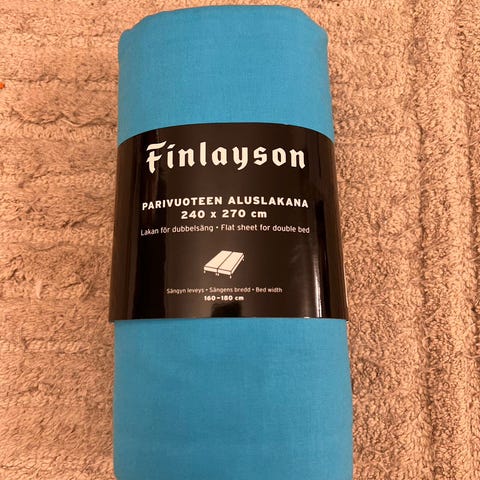 Finlayson
PARIVUOTEEN ALUSLAKANA
240 x 270 cm
Lakan för dubbelsäng • Flat sheet for double bed
Sängyn leveys • Sängens bredd • Bed width
160–180 cm